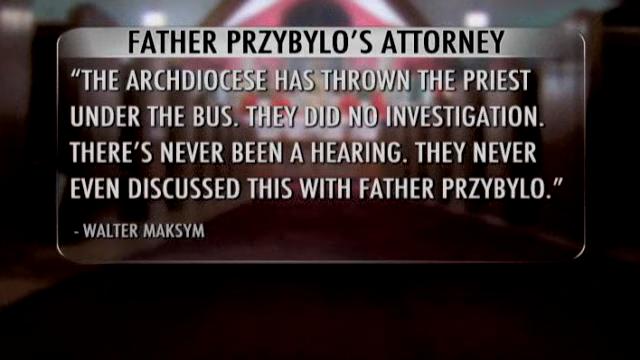 FATHER PRZYBYLO'S ATTORNEY
“THE ARCHDIOCESE HAS THROWN THE PRIEST
UNDER THE BUS. THEY DID NO INVESTIGATION.
THERE'S NEVER BEEN A HEARING. THEY NEVER
EVEN DISCUSSED THIS WITH FATHER PRZYBYLO.”
- WALTER MAKSYM